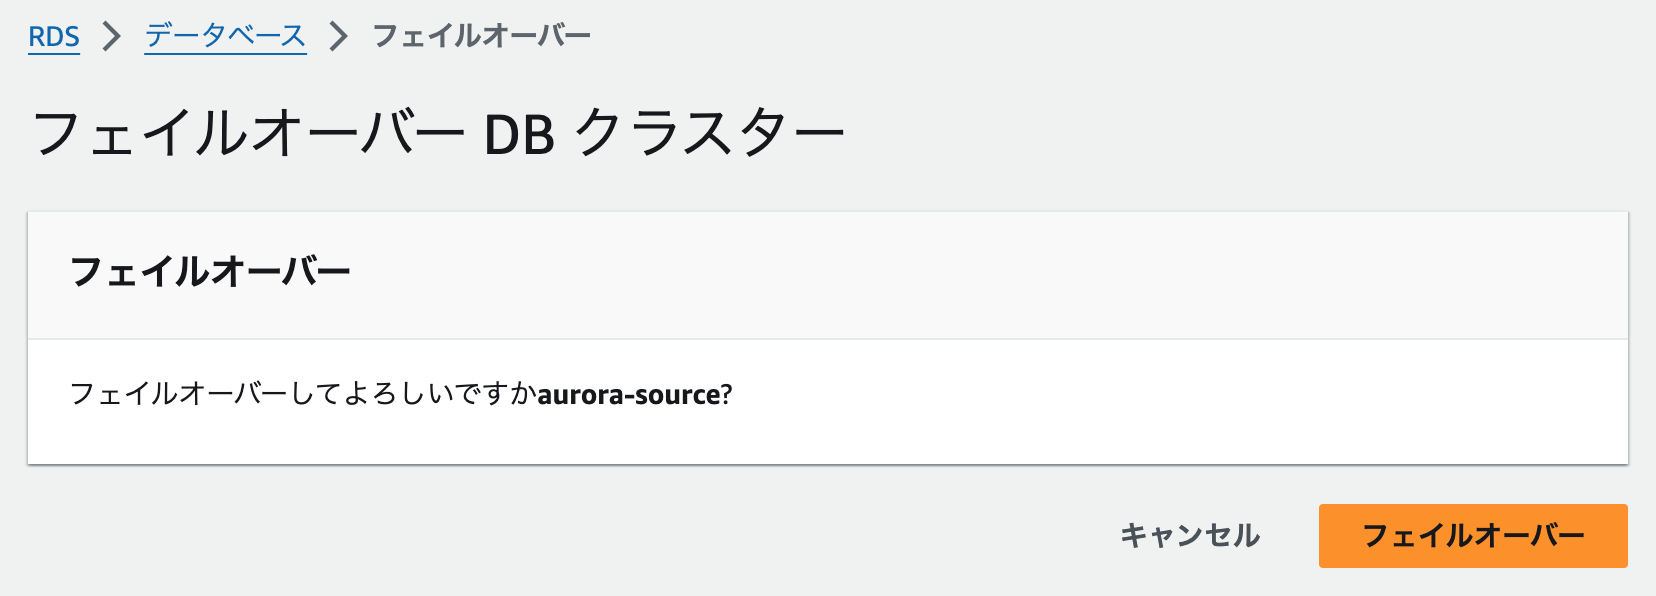 RDS > データベース > フェイルオーバー
フェイルオーバー DB クラスター
フェイルオーバー
フェイルオーバーしてよろしいですかaurora-source?
キャンセル フェイルオーバー